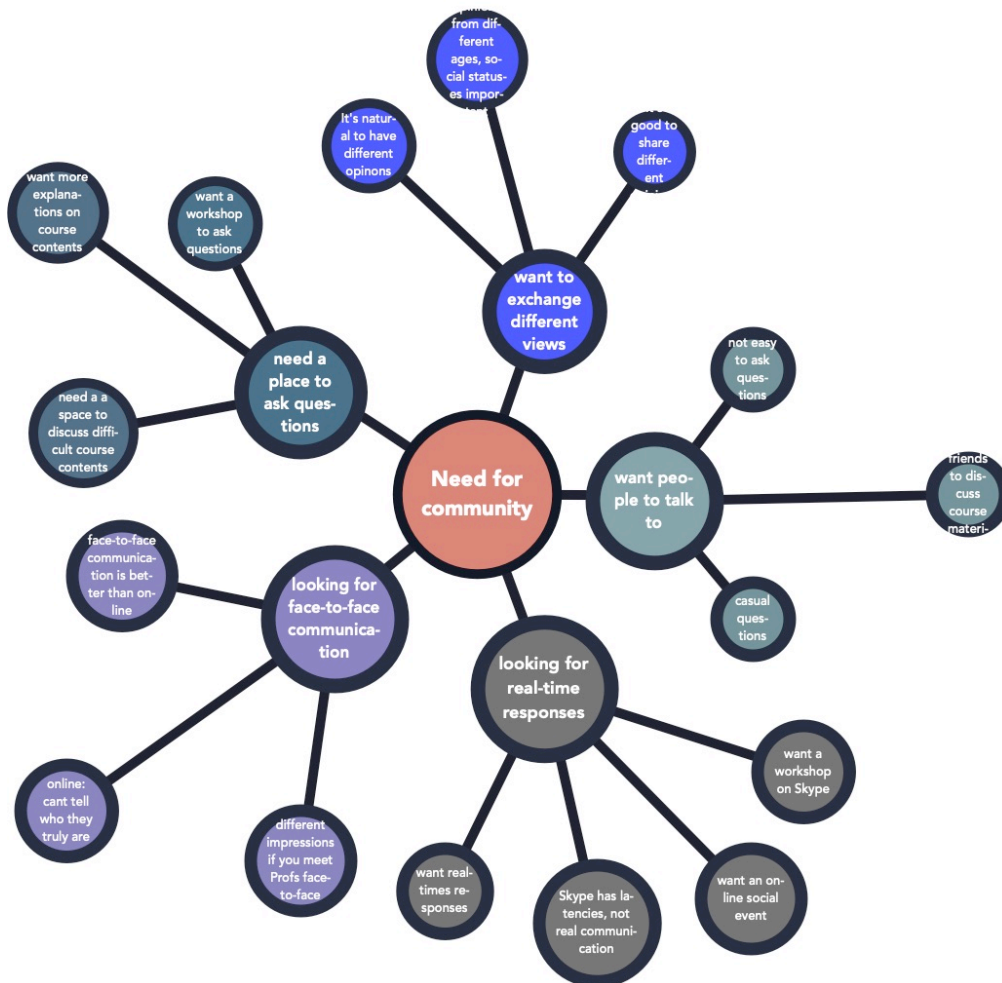 from dif-
ferent
ages, so-
cial status-
es impor-
It's natur-
al to have
different
opinons
good to
share
differ-
ent
want to
exchange
different
views
want more
explana-
tions on
course
contents
want a
workshop
to ask
questions
need a
place to
ask ques-
tions
need a a
space to
discuss diffi-
cult course
contents
Need for
community
not easy
to ask
ques-
tions
want peo-
ple to talk
to
friends
to dis-
cuss
course
materi-
casual
ques-
tions
face-to-face
communica-
tion is bet-
ter than on-
line
looking for
face-to-face
communica-
tion
online:
cant tell
who they
truly are
different
impressions
if you meet
Profs face-
to-face
looking for
real-time
responses
want a
workshop
on Skype
want real-
times re-
sponses
Skype has la-
tencies, not
real communi-
cation
want an on-
line social
event